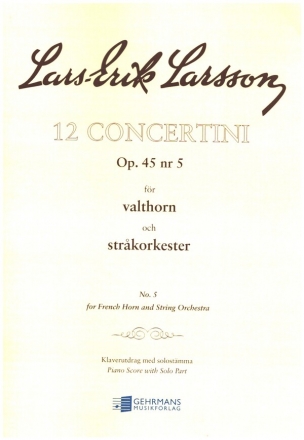 Lars-Erik Larsson
12 CONCERTINI
Op. 45 nr 5
för
valthorn
och
stråkorkester
No. 5
for French Horn and String Orchestra
Klaverutdrag med solostämma
Piano Score with Solo Part
GEHRMANS
MUSIKFÖRLAG